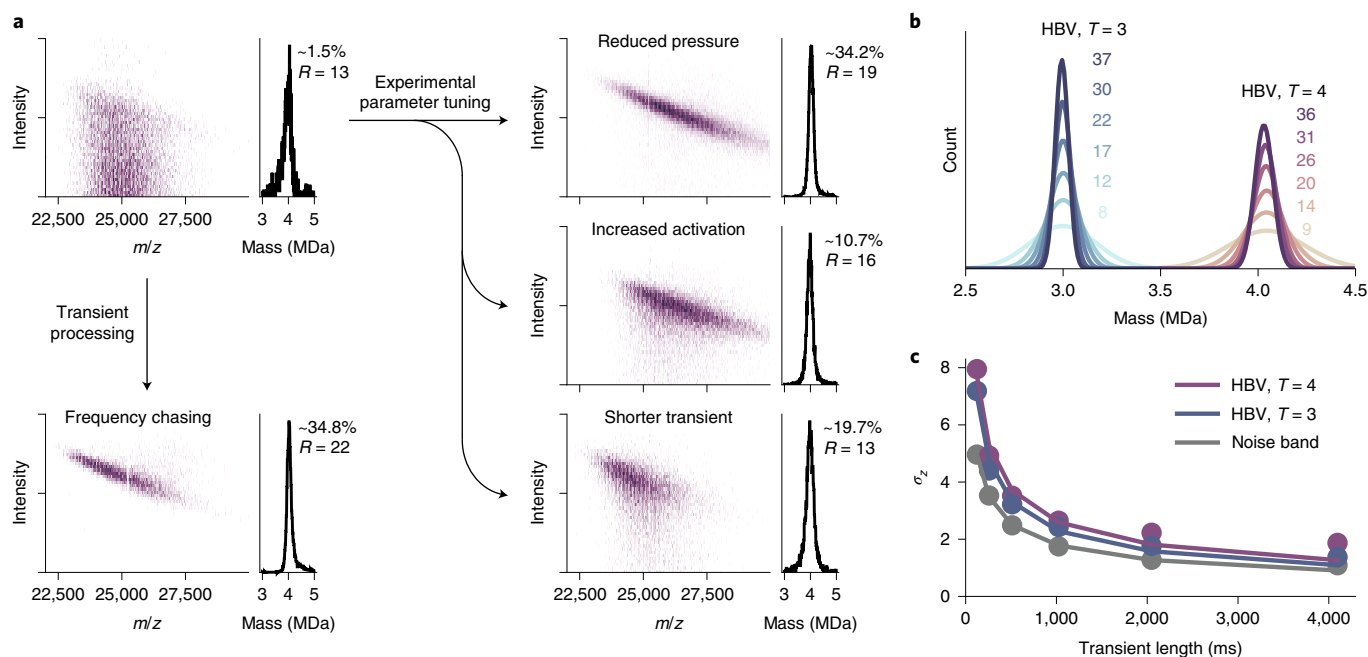 a
Intensity
22,500 25,000 27,500
m/z
~1.5%
R = 13
3 4 5
Mass (MDa)
Experimental
parameter tuning
Transient
processing
Frequency chasing
Intensity
22,500 25,000 27,500
m/z
~34.8%
R = 22
3 4 5
Mass (MDa)
Reduced pressure
Intensity
~34.2%
R = 19
Increased activation
Intensity
~10.7%
R = 16
Shorter transient
Intensity
22,500 25,000 27,500
m/z
~19.7%
R = 13
3 4 5
Mass (MDa)
b
HBV, T = 3
37
30
22
17
12
8
HBV, T = 4
36
31
26
20
14
9
Count
2.5 3.0 3.5 4.0 4.5
Mass (MDa)
c
8
6
4
2
0
σz
HBV, T = 4
HBV, T = 3
Noise band
0 1,000 2,000 3,000 4,000
Transient length (ms)